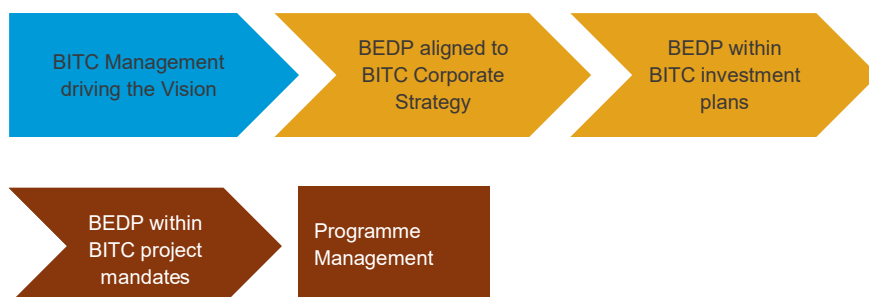 BITC Management
driving the Vision
BEDP aligned to
BITC Corporate
Strategy
BEDP within
BITC investment
plans
BEDP within
BITC project
mandates
Programme
Management